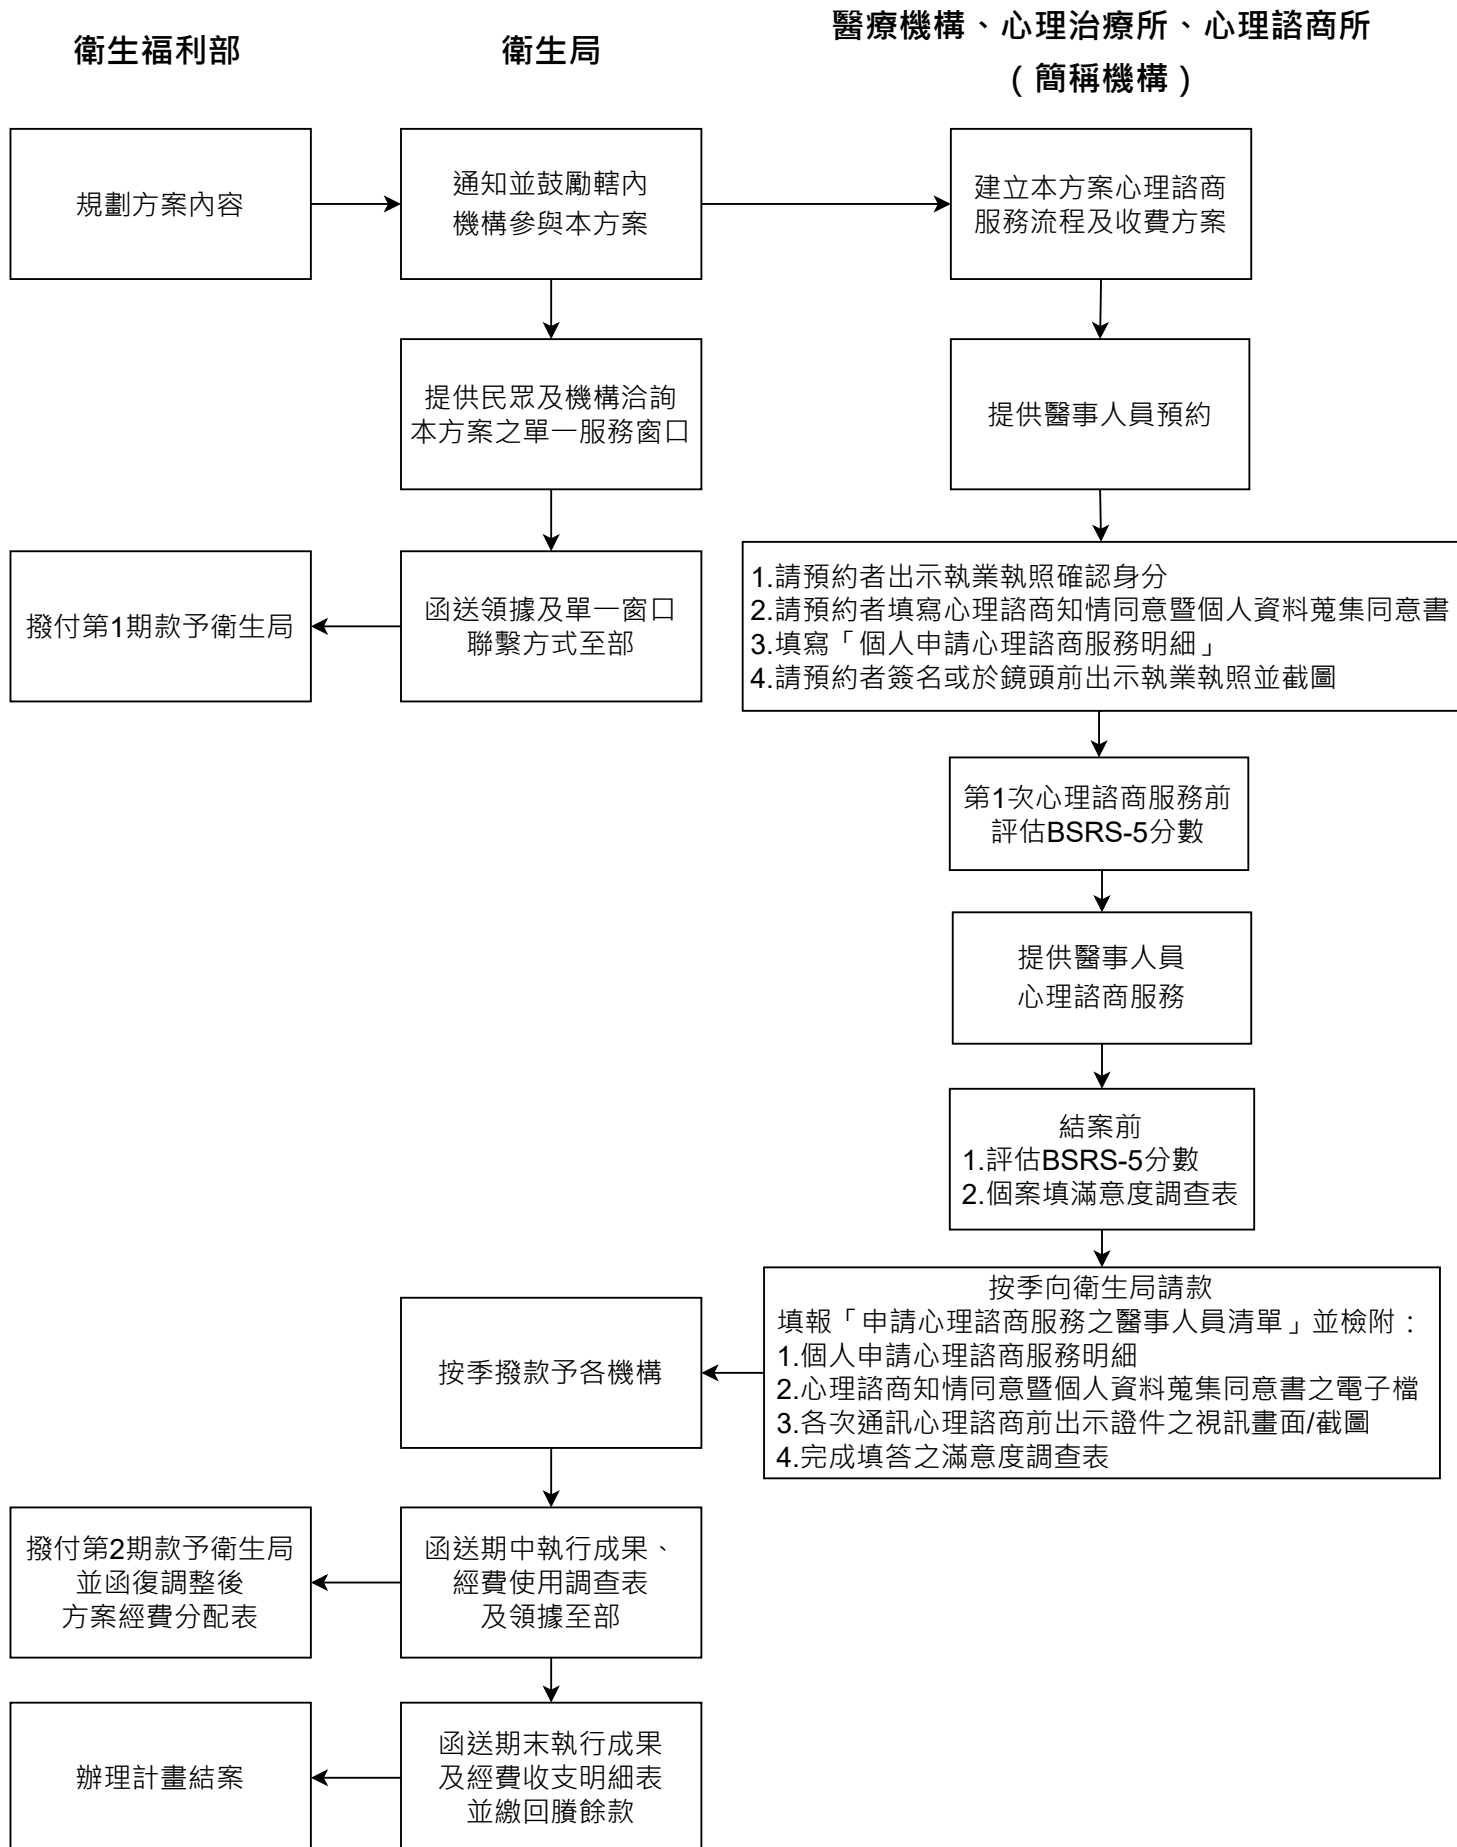 衛生福利部
衛生局
醫療機構、心理治療所、心理諮商所
（簡稱機構）
規劃方案內容
通知並鼓勵轄內
機構參與本方案
建立本方案心理諮商
服務流程及收費方案
提供民眾及機構洽詢
本方案之單一服務窗口
提供醫事人員預約
撥付第1期款予衛生局
函送領據及單一窗口
聯繫方式至部
1.請預約者出示執業執照確認身分
2.請預約者填寫心理諮商知情同意暨個人資料蒐集同意書
3.填寫「個人申請心理諮商服務明細」
4.請預約者簽名或於鏡頭前出示執業執照並截圖
第1次心理諮商服務前
評估BSRS-5分數
提供醫事人員
心理諮商服務
結案前
1.評估BSRS-5分數
2.個案填滿意度調查表
按季撥款予各機構
按季向衛生局請款
填報「申請心理諮商服務之醫事人員清單」並檢附：
1.個人申請心理諮商服務明細
2.心理諮商知情同意暨個人資料蒐集同意書之電子檔
3.各次通訊心理諮商前出示證件之視訊畫面/截圖
4.完成填答之滿意度調查表
撥付第2期款予衛生局
並函復調整後
方案經費分配表
函送期中執行成果、
經費使用調查表
及領據至部
辦理計畫結案
函送期末執行成果
及經費收支明細表
並繳回賸餘款